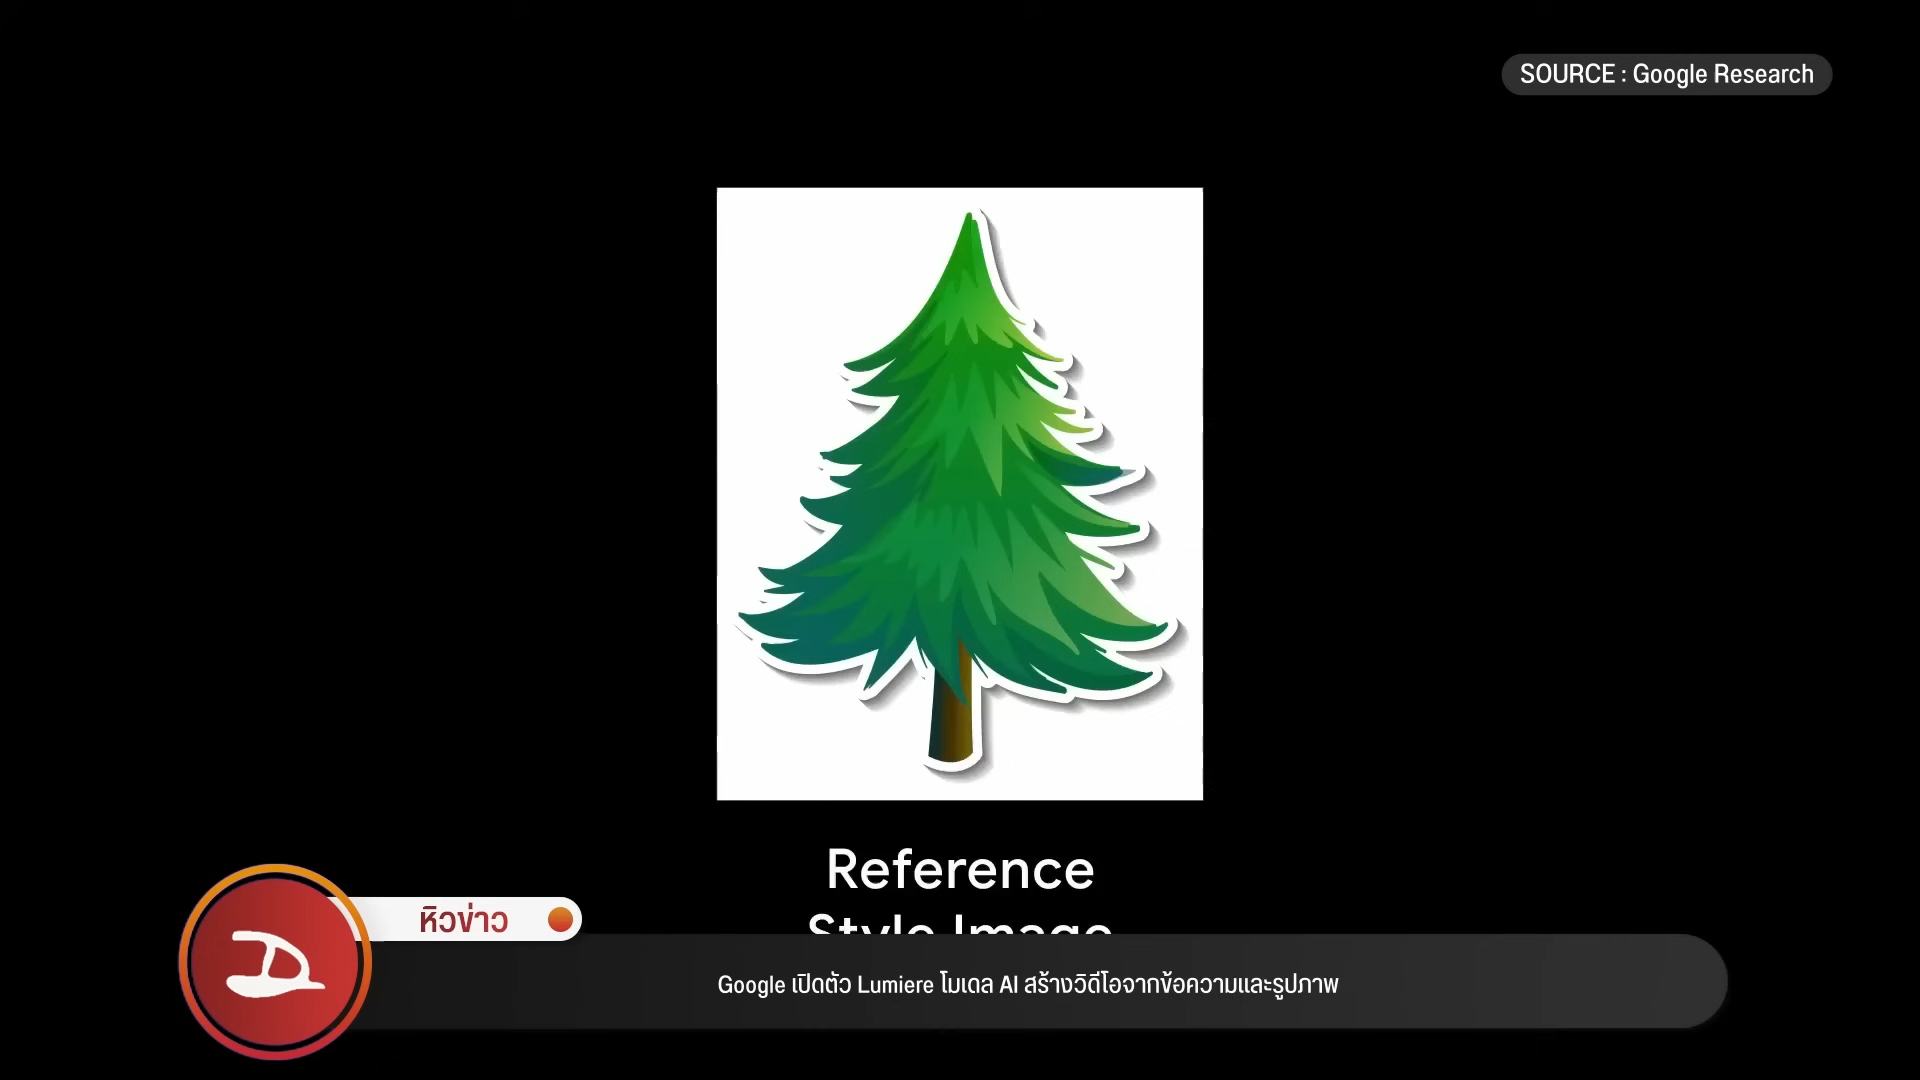 SOURCE : Google Research
Reference
Style Image
หิวข่าว
Google เปิดตัว Lumiere โมเดล AI สร้างวิดีโอจากข้อความและรูปภาพ